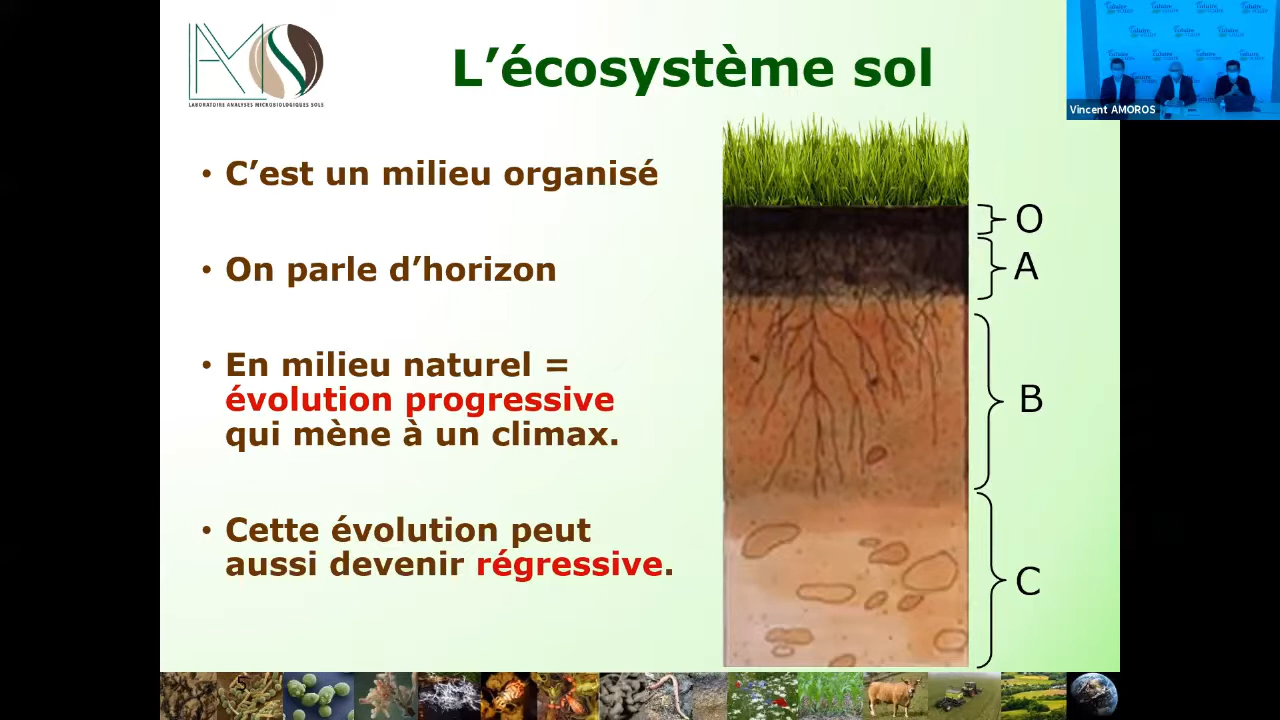 LAMS
LABORATOIRE ANALYSES MICROBIOLOGIQUES SOLS
L’écosystème sol
Vincent AMOROS
• C’est un milieu organisé
• On parle d’horizon
• En milieu naturel =
évolution progressive
qui mène à un climax.
• Cette évolution peut
aussi devenir régressive.
O
A
B
C